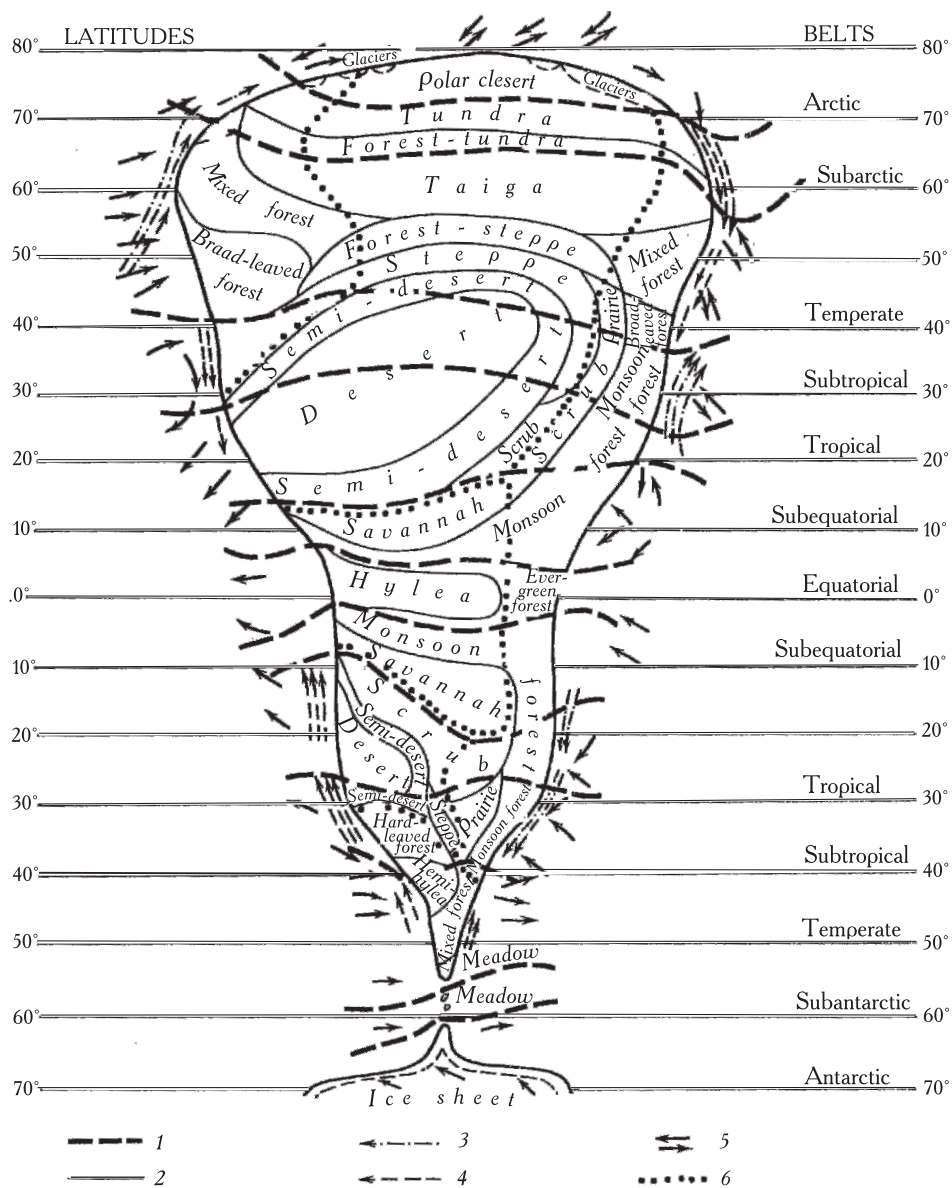 LATITUDES
BELTS
80° 80°
Glaciers
Polar clesert
Glaciers
Arctic
70° 70°
Tundra
Forest-tundra
Subarctic
60° 60°
Taiga
Mixed forest
Forest-steppe
Mixed forest
Braad-leaved forest
50° 50°
Steppe
Semi-desert
Prairie
Broad-leaved forest
Temperate
40° 40°
Desert
Monsoon forest
Subtropical
30° 30°
Scrub
Scrub
forest
Tropical
20° 20°
Semi-desert
Savannah
Monsoon
Subequatorial
10° 10°
Hylea
Ever-
green
forest
Equatorial
.0° 0°
Monsoon
Subequatorial
10° 10°
Savannah
forest
Scrub
Semi-desert
Desert
20° 20°
Tropical
30° 30°
Semi-desert
Hard-
leaved
forest
Steppe
Prairie
Monsoon forest
Subtropical
40° 40°
Hemi-
hylea
Mixed forest
Temperate
50° 50°
Meadow
Meadow
Subantarctic
60° 60°
Antarctic
70° 70°
Ice sheet
1
3
5
2
4
6